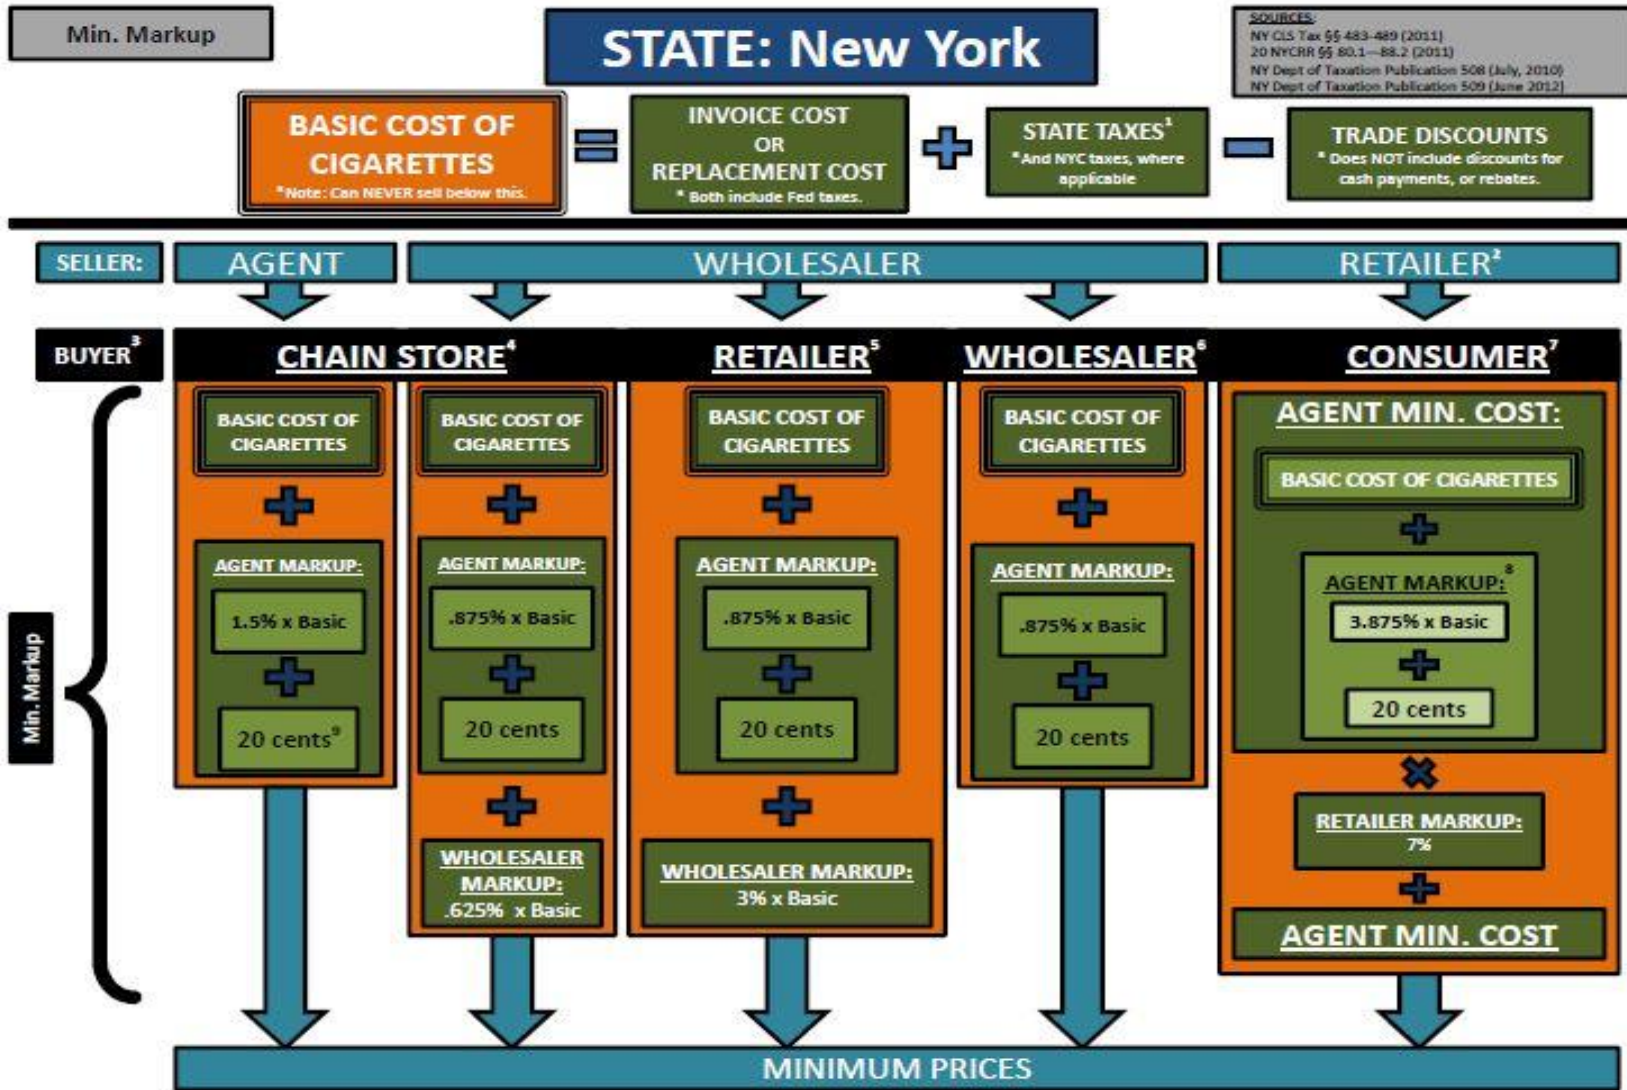 Min. Markup
STATE: New York
SOURCES:
NY CLS Tax §§ 483-489 (2011)
20 NYCRR §§ 80.1—88.2 (2011)
NY Dept of Taxation Publication 508 (July, 2010)
NY Dept of Taxation Publication 509 (June 2012)
BASIC COST OF
CIGARETTES
*Note: Can NEVER sell below this.
=
INVOICE COST
OR
REPLACEMENT COST
* Both include Fed taxes.
+
STATE TAXES¹
*And NYC taxes, where
applicable
-
TRADE DISCOUNTS
* Does NOT include discounts for
cash payments, or rebates.
SELLER:
AGENT
WHOLESALER
RETAILER²
BUYER³
CHAIN STORE⁴
RETAILER⁵
WHOLESALER⁶
CONSUMER⁷
Min. Markup
BASIC COST OF
CIGARETTES
+
AGENT MARKUP:
1.5% x Basic
+
20 cents⁹
BASIC COST OF
CIGARETTES
+
AGENT MARKUP:
.875% x Basic
+
20 cents
+
WHOLESALER
MARKUP:
.625% x Basic
BASIC COST OF
CIGARETTES
+
AGENT MARKUP:
.875% x Basic
+
20 cents
+
WHOLESALER MARKUP:
3% x Basic
BASIC COST OF
CIGARETTES
+
AGENT MARKUP:
.875% x Basic
+
20 cents
AGENT MIN. COST:
BASIC COST OF CIGARETTES
+
AGENT MARKUP:⁸
3.875% x Basic
+
20 cents
×
RETAILER MARKUP:
7%
+
AGENT MIN. COST
MINIMUM PRICES